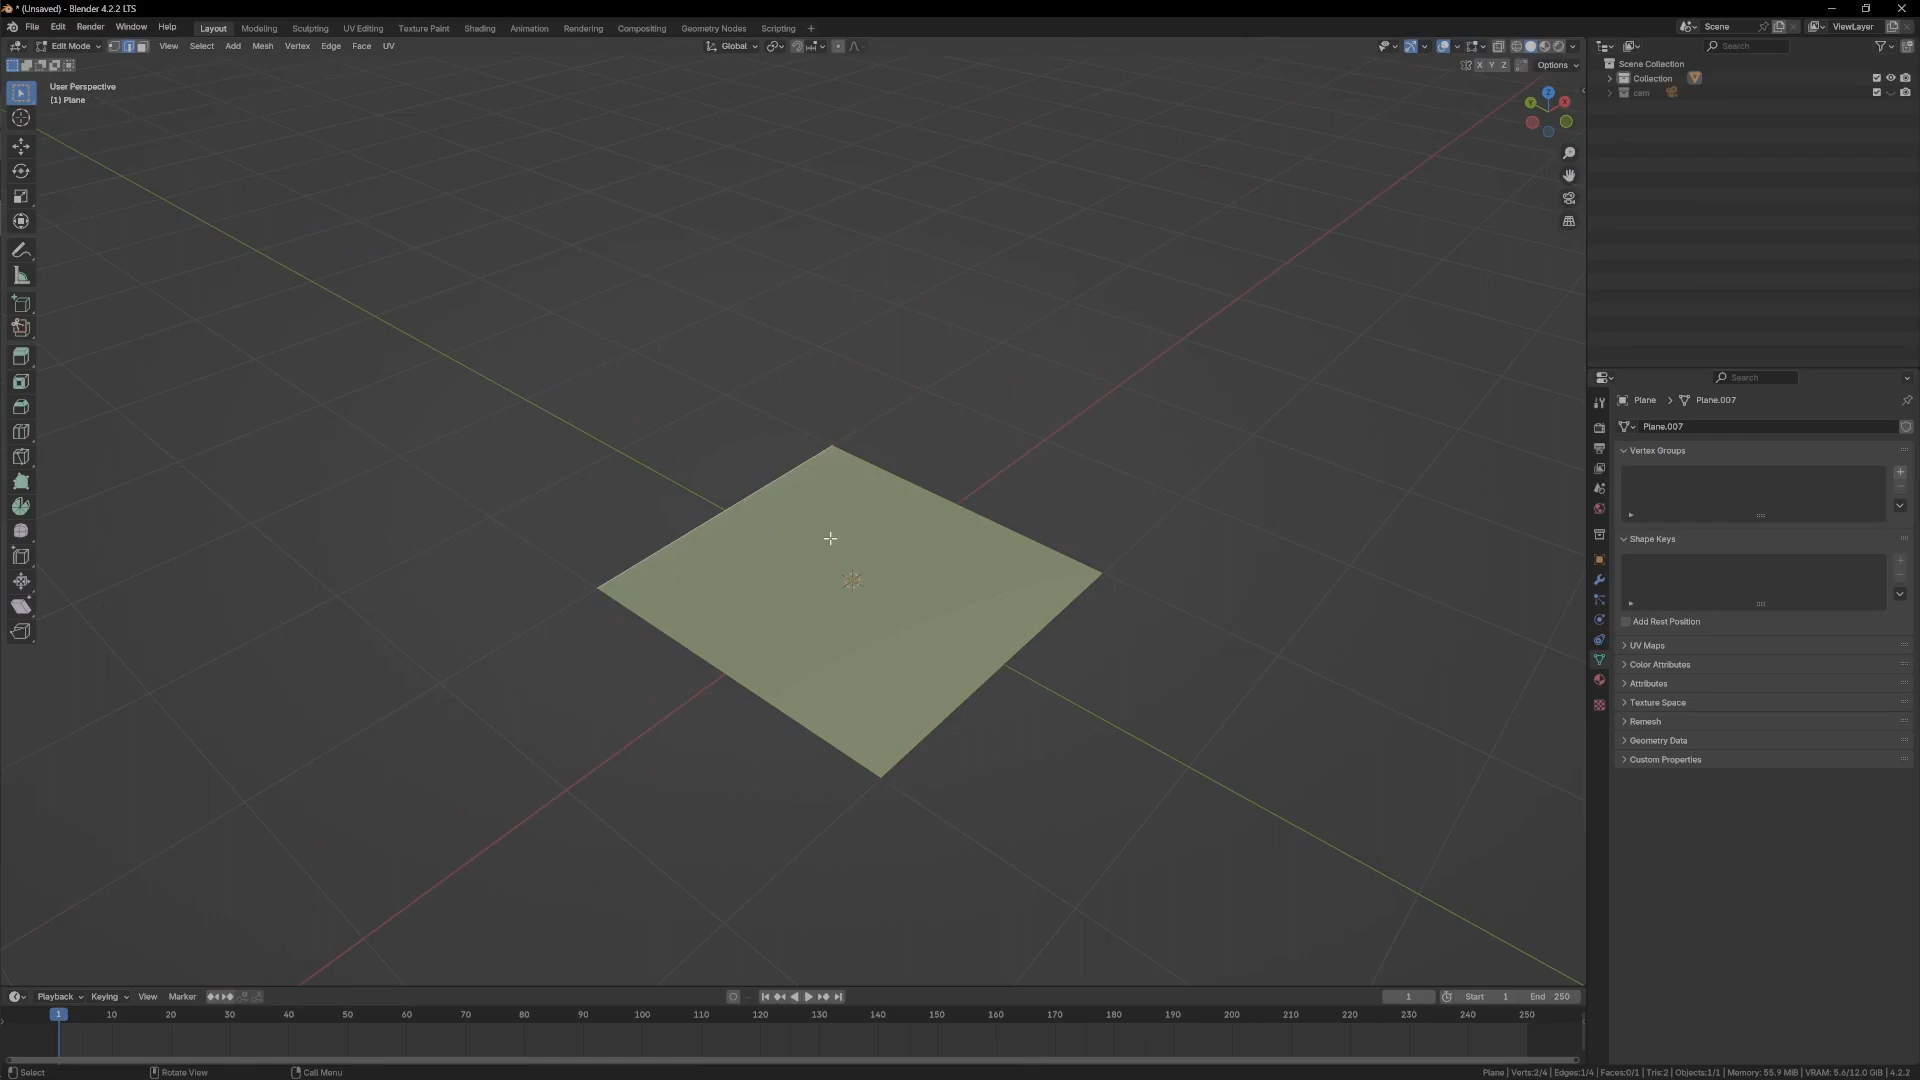 * (Unsaved) - Blender 4.2.2 LTS
File Edit Render Window Help Layout Modeling Sculpting UV Editing Texture Paint Shading Animation Rendering Compositing Geometry Nodes Scripting + Scene ViewLayer
Edit Mode View Select Add Mesh Vertex Edge Face UV Global Search
X Y Z Options
User Perspective
(1) Plane
Scene Collection
Collection
cam
Z
Y
X
Search
Plane > Plane.007
Plane.007
Vertex Groups
Shape Keys
Add Rest Position
UV Maps
Color Attributes
Attributes
Texture Space
Remesh
Geometry Data
Custom Properties
Playback Keying View Marker 1 Start 1 End 250
1 10 20 30 40 50 60 70 80 90 100 110 120 130 140 150 160 170 180 190 200 210 220 230 240 250
Select Rotate View Call Menu Plane | Verts:2/4 | Edges:1/4 | Faces:0/1 | Tris:2 | Objects:1/1 | Memory: 55.9 MiB | VRAM: 5.6/12.0 GiB | 4.2.2